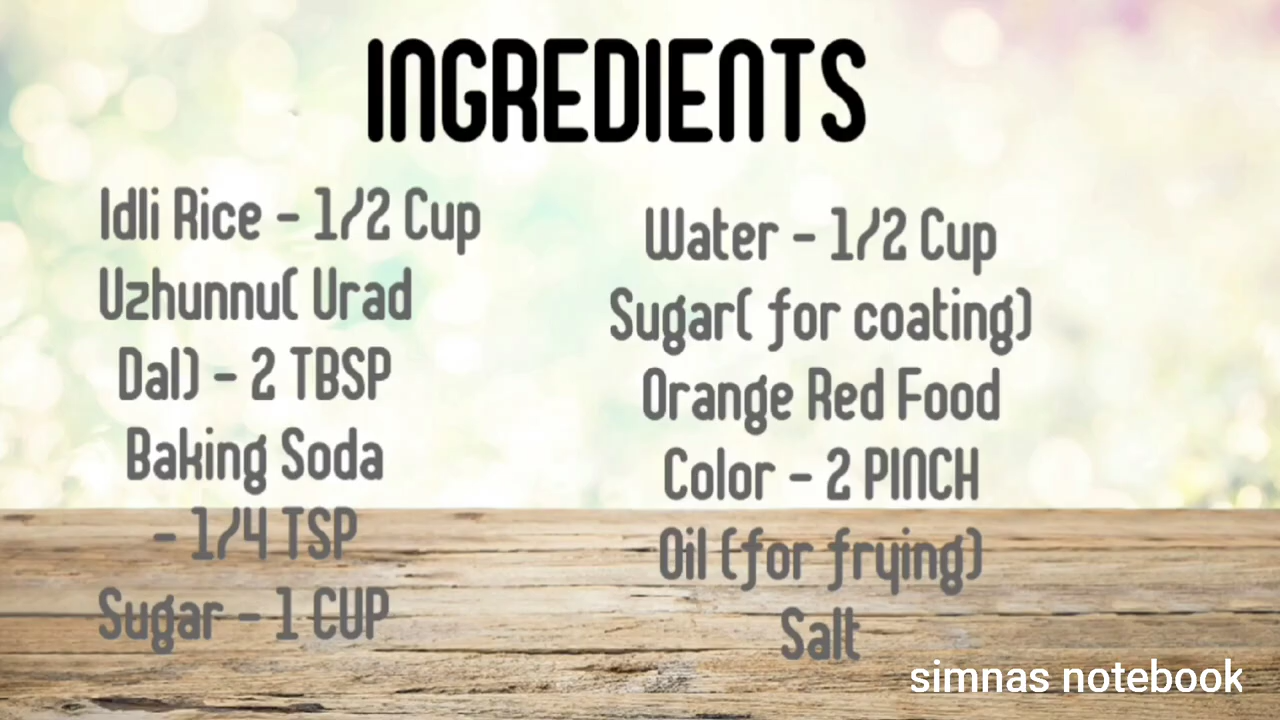 INGREDIENTS
Idli Rice - 1/2 Cup
Uzhunnu( Urad
Dal) - 2 TBSP
Baking Soda
- 1/4 TSP
Sugar - 1 CUP
Water - 1/2 Cup
Sugar( for coating)
Orange Red Food
Color - 2 PINCH
Oil (for frying)
Salt
simnas notebook